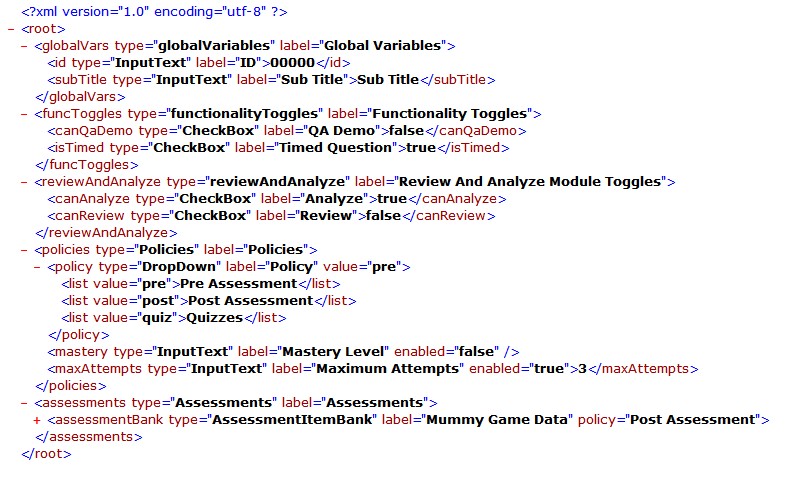 <?xml version="1.0" encoding="utf-8" ?>
- <root>
- <globalVars type="globalVariables" label="Global Variables">
<id type="InputText" label="ID">00000</id>
<subTitle type="InputText" label="Sub Title">Sub Title</subTitle>
</globalVars>
- <funcToggles type="functionalityToggles" label="Functionality Toggles">
<canQaDemo type="CheckBox" label="QA Demo">false</canQaDemo>
<isTimed type="CheckBox" label="Timed Question">true</isTimed>
</funcToggles>
- <reviewAndAnalyze type="reviewAndAnalyze" label="Review And Analyze Module Toggles">
<canAnalyze type="CheckBox" label="Analyze">true</canAnalyze>
<canReview type="CheckBox" label="Review">false</canReview>
</reviewAndAnalyze>
- <policies type="Policies" label="Policies">
- <policy type="DropDown" label="Policy" value="pre">
<list value="pre">Pre Assessment</list>
<list value="post">Post Assessment</list>
<list value="quiz">Quizzes</list>
</policy>
<mastery type="InputText" label="Mastery Level" enabled="false" />
<maxAttempts type="InputText" label="Maximum Attempts" enabled="true">3</maxAttempts>
</policies>
- <assessments type="Assessments" label="Assessments">
+ <assessmentBank type="AssessmentItemBank" label="Mummy Game Data" policy="Post Assessment">
</assessments>
</root>